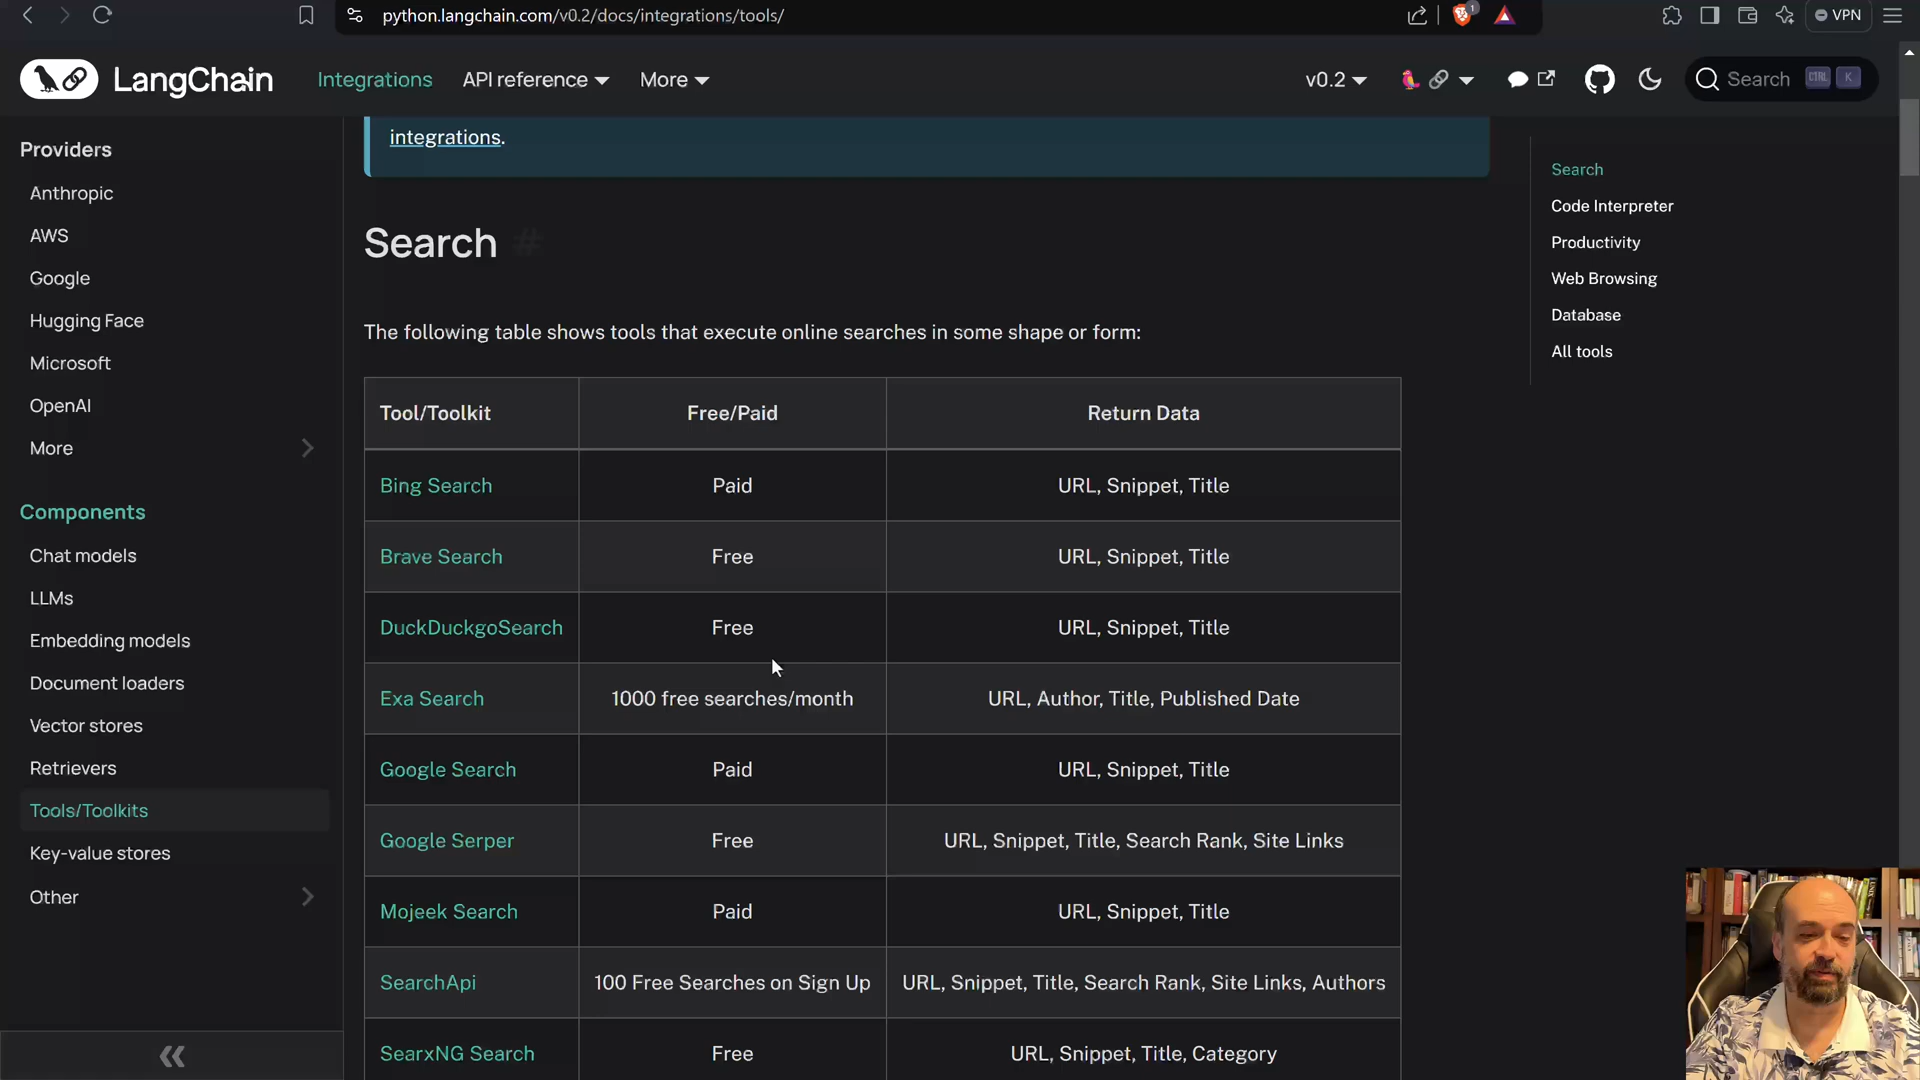 python.langchain.com/v0.2/docs/integrations/tools/
1
VPN
LangChain
Integrations
API reference
More
v0.2
Search
CTRL
K
Providers
Anthropic
AWS
Google
Hugging Face
Microsoft
OpenAI
More
Components
Chat models
LLMs
Embedding models
Document loaders
Vector stores
Retrievers
Tools/Toolkits
Key-value stores
Other
integrations.
Search #
The following table shows tools that execute online searches in some shape or form:
Tool/Toolkit Free/Paid Return Data
Bing Search Paid URL, Snippet, Title
Brave Search Free URL, Snippet, Title
DuckDuckgoSearch Free URL, Snippet, Title
Exa Search 1000 free searches/month URL, Author, Title, Published Date
Google Search Paid URL, Snippet, Title
Google Serper Free URL, Snippet, Title, Search Rank, Site Links
Mojeek Search Paid URL, Snippet, Title
SearchApi 100 Free Searches on Sign Up URL, Snippet, Title, Search Rank, Site Links, Authors
SearxNG Search Free URL, Snippet, Title, Category
Search
Code Interpreter
Productivity
Web Browsing
Database
All tools